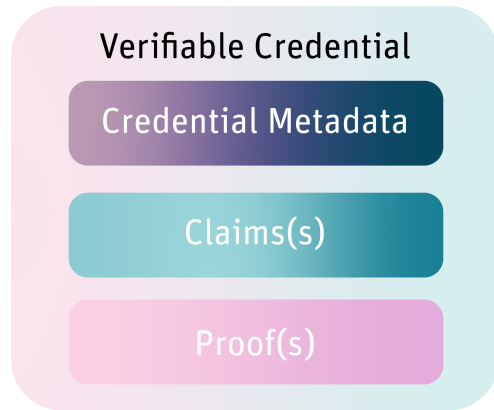 Verifiable Credential
Credential Metadata
Claims(s)
Proof(s)